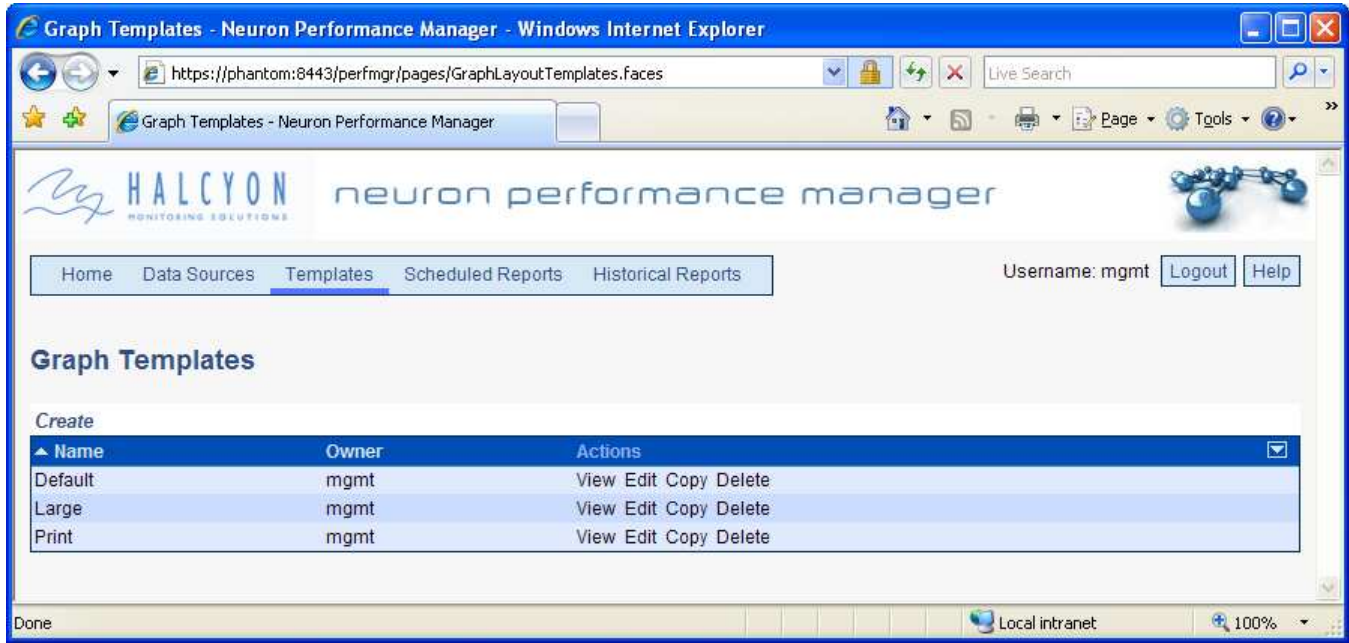 Graph Templates - Neuron Performance Manager - Windows Internet Explorer
https://phantom:8443/perfmgr/pages/GraphLayoutTemplates.faces
Live Search
Graph Templates - Neuron Performance Manager
Page
Tools
HALCYON
MONITORING SOLUTIONS
neuron performance manager
Home Data Sources Templates Scheduled Reports Historical Reports
Username: mgmt Logout Help
Graph Templates
Create
Name Owner Actions
Default mgmt View Edit Copy Delete
Large mgmt View Edit Copy Delete
Print mgmt View Edit Copy Delete
Done
Local intranet
100%